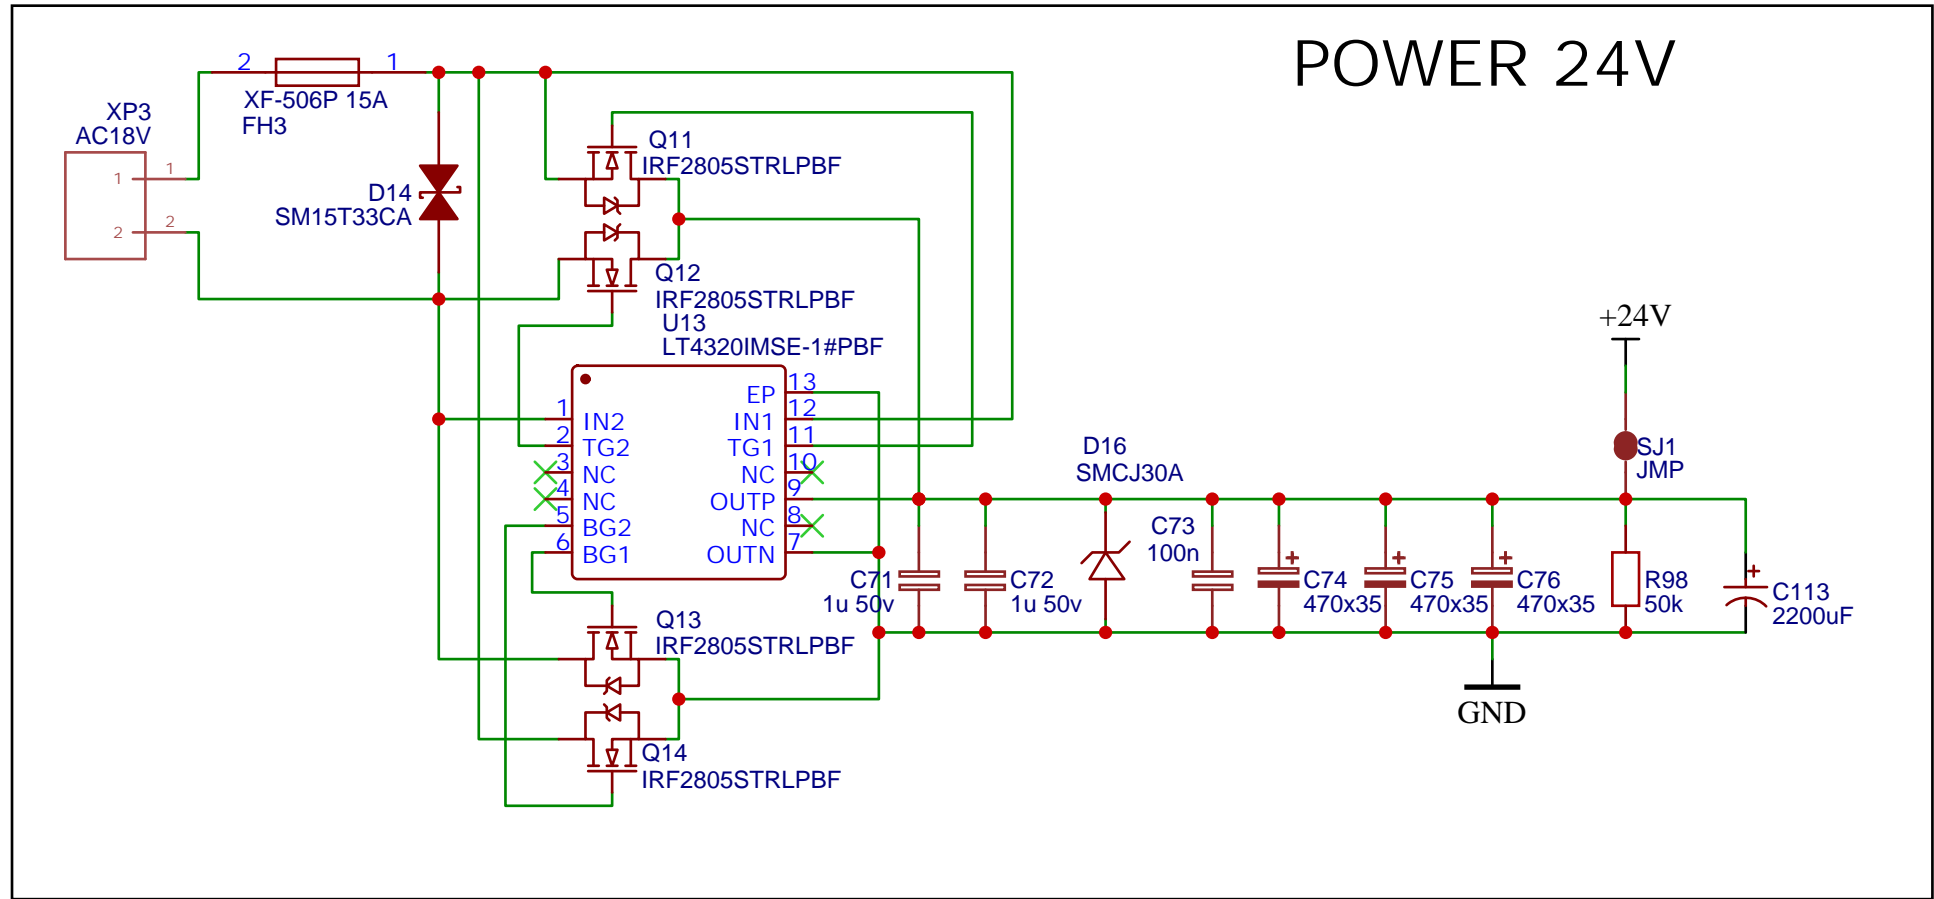 POWER 24V
2
1
XF-506P 15A
FH3
XP3
AC18V
1
1
2
2
D14
SM15T33CA
Q11
IRF2805STRLPBF
Q12
IRF2805STRLPBF
U13
LT4320IMSE-1#PBF
1 IN2
2 TG2
3 NC
4 NC
5 BG2
6 BG1
EP 13
IN1 12
TG1 11
NC 10
OUTP 9
NC 8
OUTN 7
Q13
IRF2805STRLPBF
Q14
IRF2805STRLPBF
C71
1u 50v
C72
1u 50v
D16
SMCJ30A
C73
100n
+
C74
470x35
+
C75
470x35
+
C76
470x35
+24V
SJ1
JMP
R98
50k
+
C113
2200uF
GND